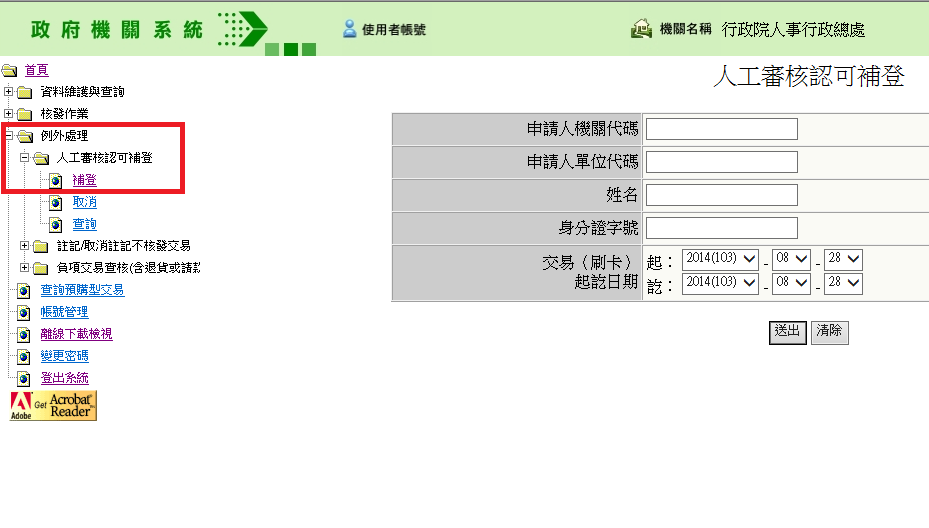 政府機關系統
使用者帳號
機關名稱 行政院人事行政總處
首頁
資料維護與查詢
核發作業
例外處理
人工審核認可補登
補登
取消
查詢
註記/取消註記不核發交易
負項交易查核(含退貨或請款
查詢預購型交易
帳號管理
離線下載檢視
變更密碼
登出系統
Adobe Get Acrobat Reader
人工審核認可補登
申請人機關代碼
申請人單位代碼
姓名
身分證字號
交易（刷卡）
起訖日期
起： 2014(103) - 08 - 28
訖： 2014(103) - 08 - 28
送出 清除